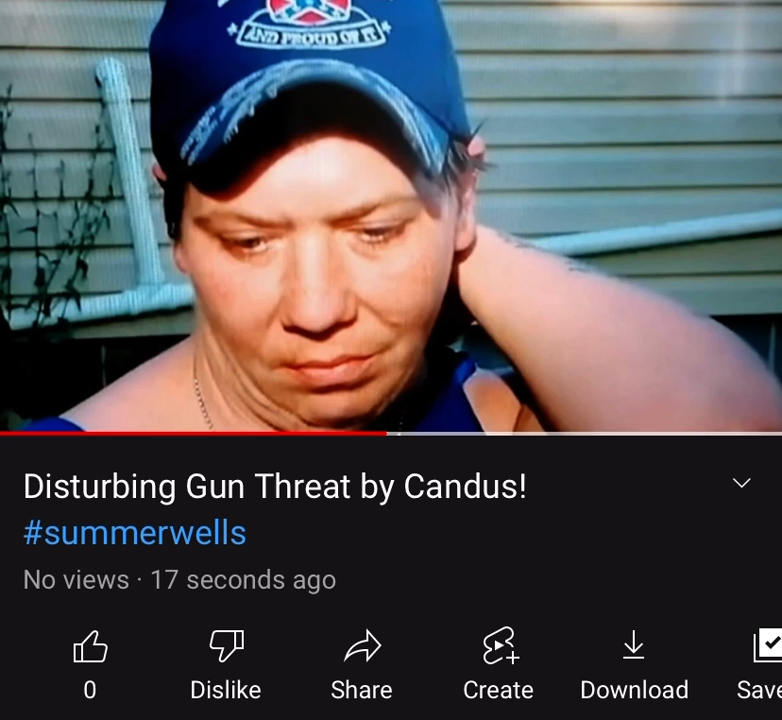 AND PROUD OF IT
Disturbing Gun Threat by Candus!
#summerwells
No views · 17 seconds ago
0 Dislike Share Create Download Save